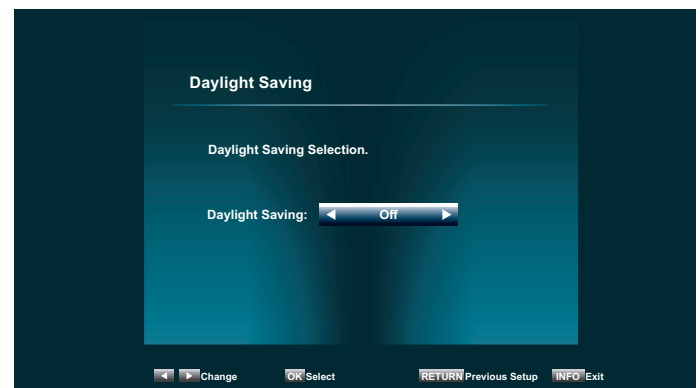 Daylight Saving
Daylight Saving Selection.
Daylight Saving: Off
Change OK Select RETURN Previous Setup INFO Exit